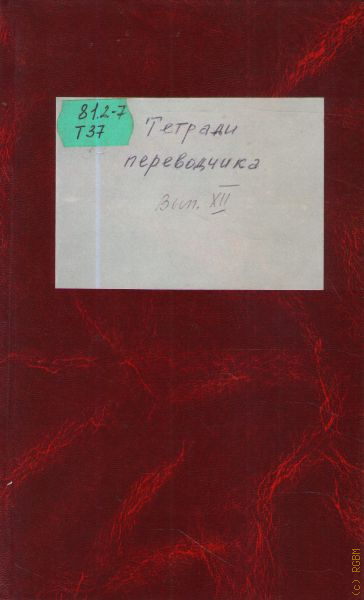 81.2-7
Т37
Тетради
переводчика
Вып. XII
(c) RGBM